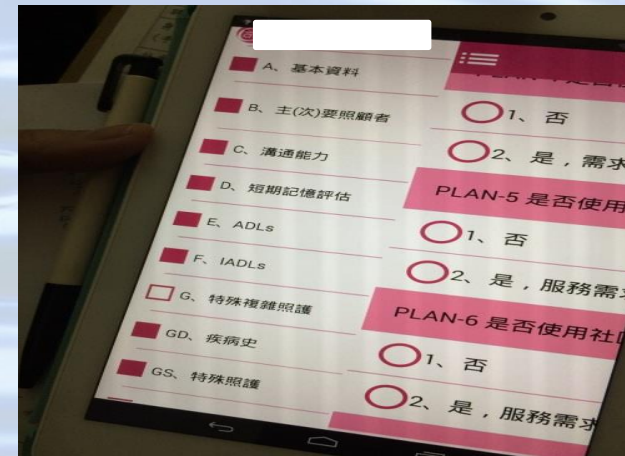 A、基本資料
B、主(次)要照顧者
C、溝通能力
D、短期記憶評估
E、ADLs
F、IADLs
G、特殊複雜照護
GD、疾病史
GS、特殊照護
1、否
2、是，需求
PLAN-5 是否使用
1、否
2、是，服務需
PLAN-6 是否使用社
1、否
2、是，服務需求